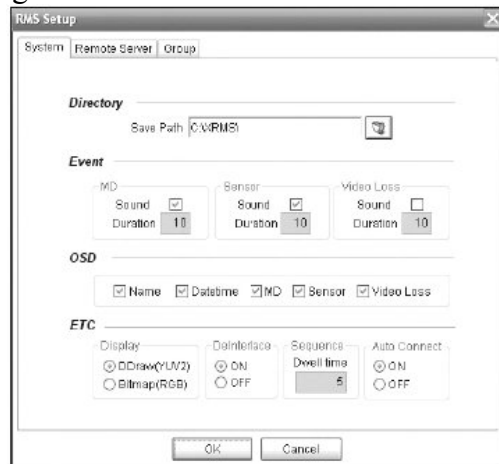 RMS Setup
System Remote Server Group
Directory
Save Path C:\XRMS\
Event
MD Sensor Video Loss
Sound Sound Sound
Duration 10 Duration 10 Duration 10
OSD
Name Datetime MD Sensor Video Loss
ETC
Display DeInterlace Sequence Auto Connect
DDraw(YUV2) ON Dwell time ON
Bitmap(RGB) OFF 5 OFF
OK Cancel